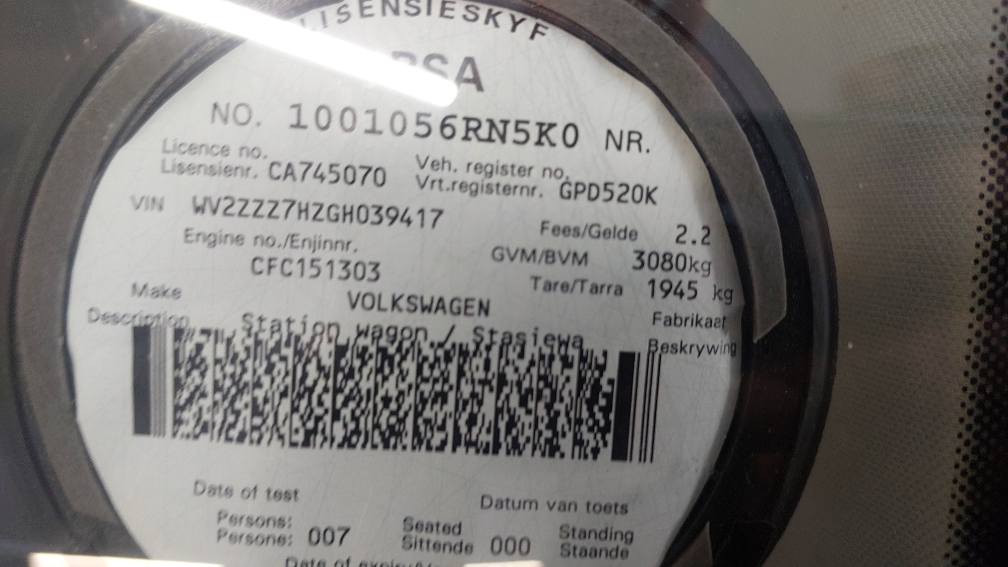 LISENSIESKYF
RSA
NO. 1001056RN5K0 NR.
Licence no. Veh. register no.
Lisensienr. CA745070 Vrt.registernr. GPD520K
VIN WV2ZZZ7HZGH039417
Fees/Gelde 2.2
Engine no./Enjinnr. GVM/BVM 3080kg
CFC151303 Tare/Tarra 1945 kg
Make VOLKSWAGEN Fabrikaat
Description Station wagon / Stasiewa Beskrywing
Date of test Datum van toets
Persons: Seated Standing
Persone: 007 Sittende 000 Staande
Date of